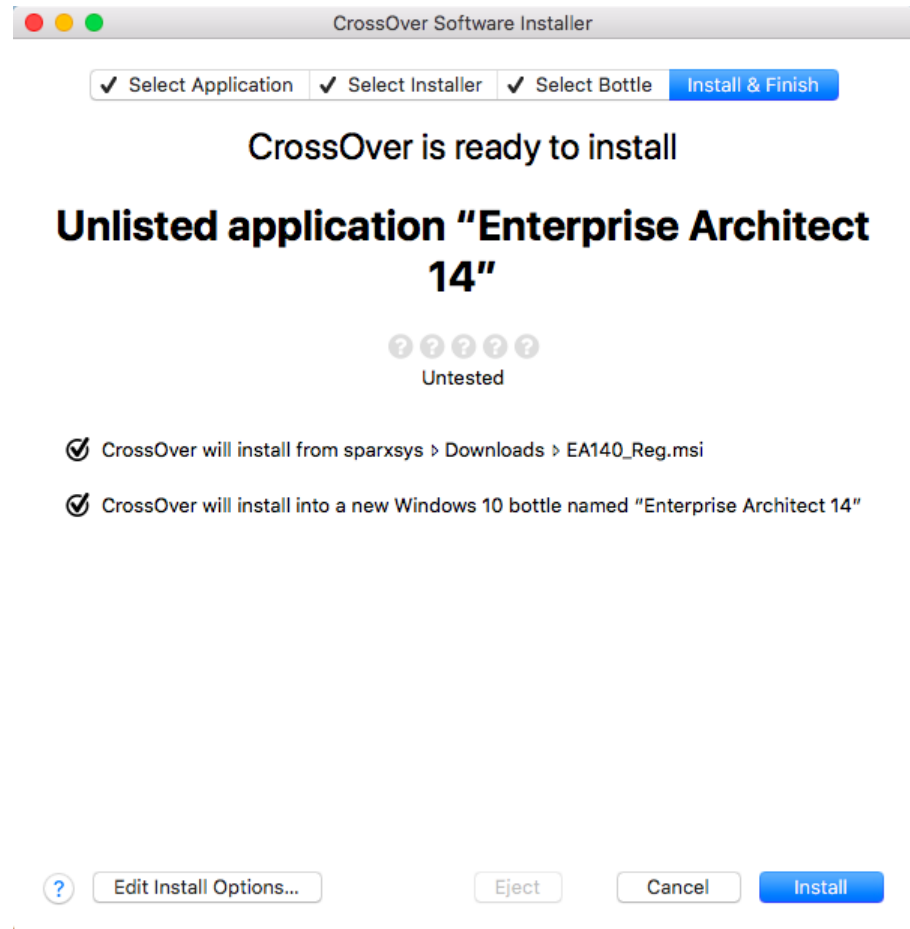 CrossOver Software Installer
✓ Select Application ✓ Select Installer ✓ Select Bottle Install & Finish
CrossOver is ready to install
Unlisted application “Enterprise Architect
14”
? ? ? ? ?
Untested
CrossOver will install from sparxsys ▹ Downloads ▹ EA140_Reg.msi
CrossOver will install into a new Windows 10 bottle named “Enterprise Architect 14”
? Edit Install Options... Eject Cancel Install